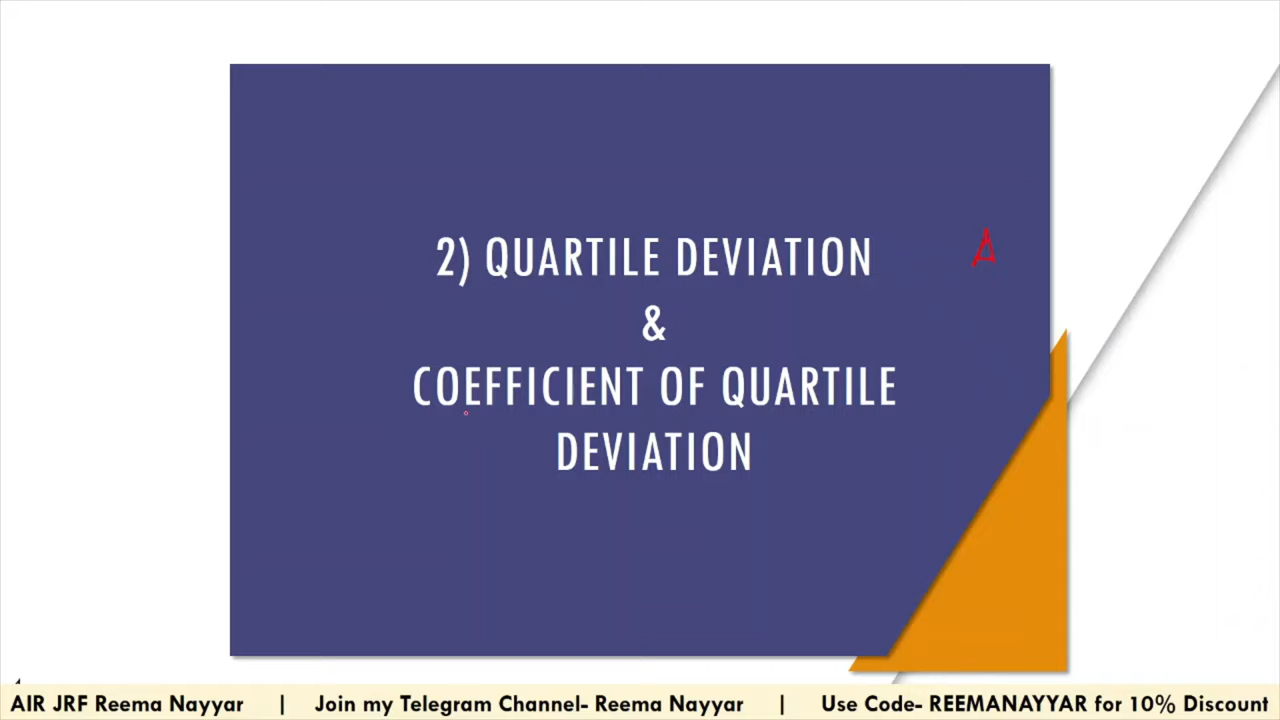 2) QUARTILE DEVIATION
&
COEFFICIENT OF QUARTILE
DEVIATION
A
AIR JRF Reema Nayyar | Join my Telegram Channel- Reema Nayyar | Use Code- REEMANAYYAR for 10% Discount